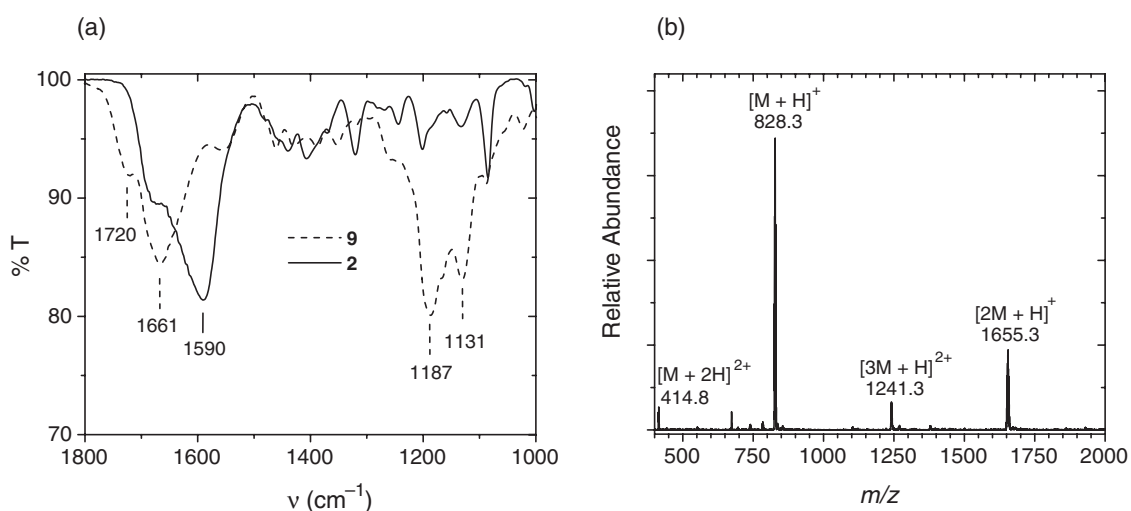 (a)
100
90
80
70
% T
1800
1600
1400
1200
1000
ν (cm⁻¹)
1720
1661
1590
1187
1131
9
2
(b)
Relative Abundance
[M + H]⁺
828.3
[2M + H]⁺
1655.3
[3M + H]²⁺
1241.3
[M + 2H]²⁺
414.8
500
750
1000
1250
1500
1750
2000
m/z